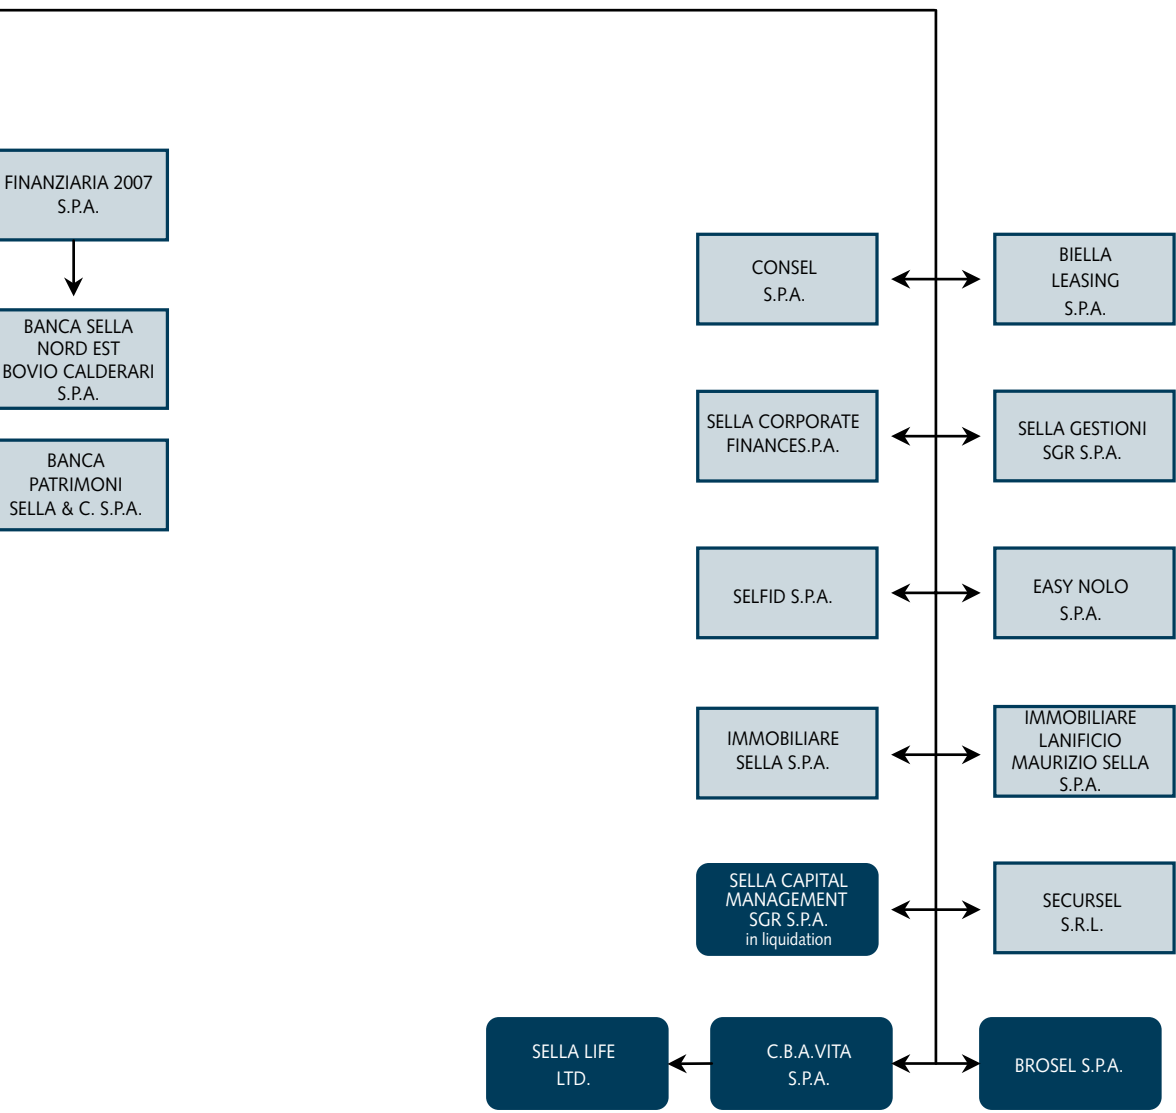 FINANZIARIA 2007
S.P.A.
BANCA SELLA
NORD EST
BOVIO CALDERARI
S.P.A.
BANCA
PATRIMONI
SELLA & C. S.P.A.
CONSEL
S.P.A.
BIELLA
LEASING
S.P.A.
SELLA CORPORATE
FINANCES.P.A.
SELLA GESTIONI
SGR S.P.A.
SELFID S.P.A.
EASY NOLO
S.P.A.
IMMOBILIARE
SELLA S.P.A.
IMMOBILIARE
LANIFICIO
MAURIZIO SELLA
S.P.A.
SELLA CAPITAL
MANAGEMENT
SGR S.P.A.
in liquidation
SECURSEL
S.R.L.
SELLA LIFE
LTD.
C.B.A.VITA
S.P.A.
BROSEL S.P.A.